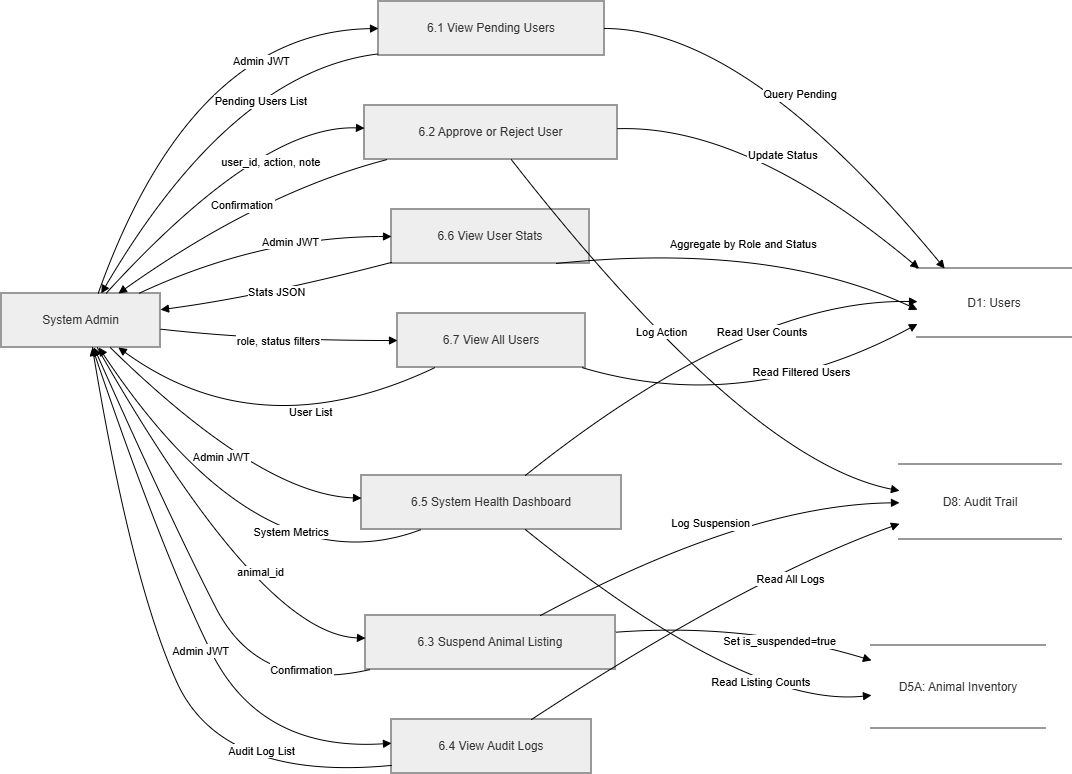 6.1 View Pending Users
Admin JWT
Query Pending
Pending Users List
6.2 Approve or Reject User
Update Status
user_id, action, note
Confirmation
6.6 View User Stats
Admin JWT
Aggregate by Role and Status
Stats JSON
D1: Users
System Admin
Log Action
Read User Counts
role, status filters
6.7 View All Users
Read Filtered Users
User List
Admin JWT
6.5 System Health Dashboard
D8: Audit Trail
Log Suspension
System Metrics
animal_id
Read All Logs
6.3 Suspend Animal Listing
Set is_suspended=true
Admin JWT
Confirmation
Read Listing Counts
D5A: Animal Inventory
6.4 View Audit Logs
Audit Log List